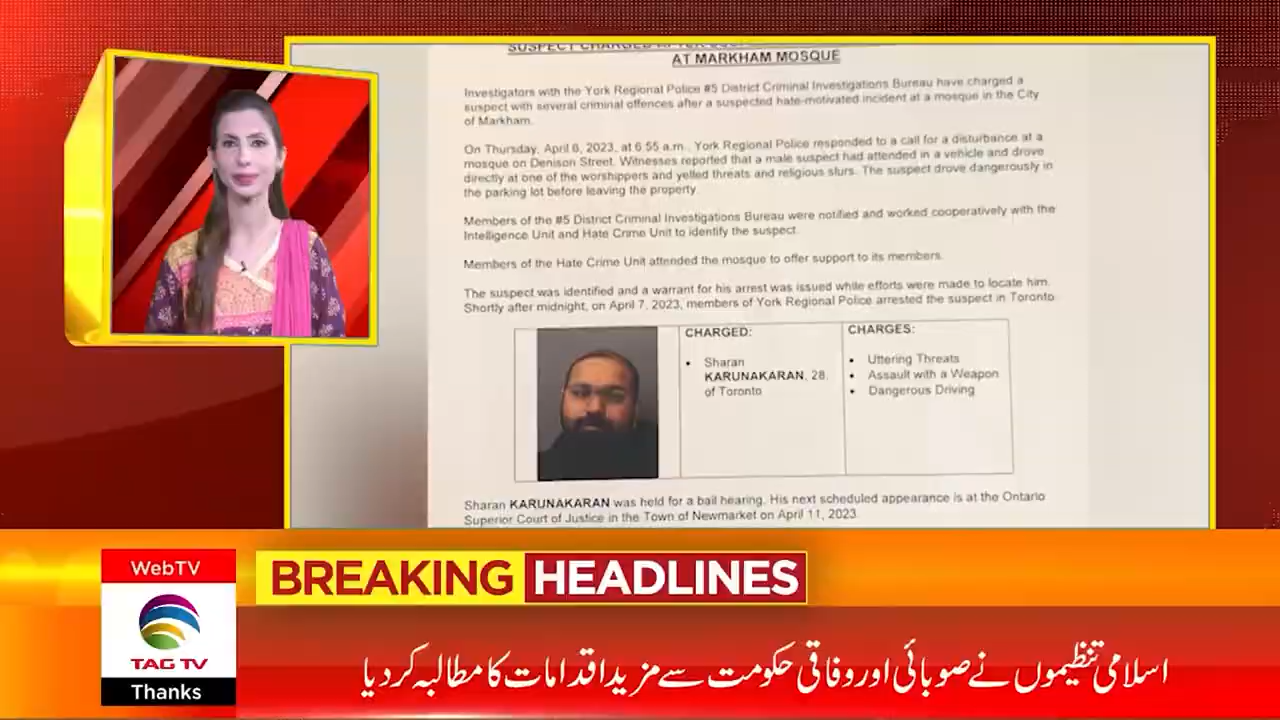 AT MARKHAM MOSQUE
Investigators with the York Regional Police #5 District Criminal Investigations Bureau have charged a
suspect with several criminal offences after a suspected hate-motivated incident at a mosque in the City
of Markham.
On Thursday, April 6, 2023, at 6:55 a.m., York Regional Police responded to a call for a disturbance at a
mosque on Denison Street. Witnesses reported that a male suspect had attended in a vehicle and drove
directly at one of the worshippers and yelled threats and religious slurs. The suspect drove dangerously in
the parking lot before leaving the property.
Members of the #5 District Criminal Investigations Bureau were notified and worked cooperatively with the
Intelligence Unit and Hate Crime Unit to identify the suspect.
Members of the Hate Crime Unit attended the mosque to offer support to its members.
The suspect was identified and a warrant for his arrest was issued while efforts were made to locate him.
Shortly after midnight, on April 7, 2023, members of York Regional Police arrested the suspect in Toronto.
CHARGED:
• Sharan
KARUNAKARAN, 28,
of Toronto
CHARGES:
• Uttering Threats
• Assault with a Weapon
• Dangerous Driving
Sharan KARUNAKARAN was held for a bail hearing. His next scheduled appearance is at the Ontario
Superior Court of Justice in the Town of Newmarket on April 11, 2023.
WebTV
TAG TV
Thanks
BREAKING HEADLINES
اسلامی تنظیموں نے صوبائی اور وفاقی حکومت سے مزید اقدامات کا مطالبہ کر دیا